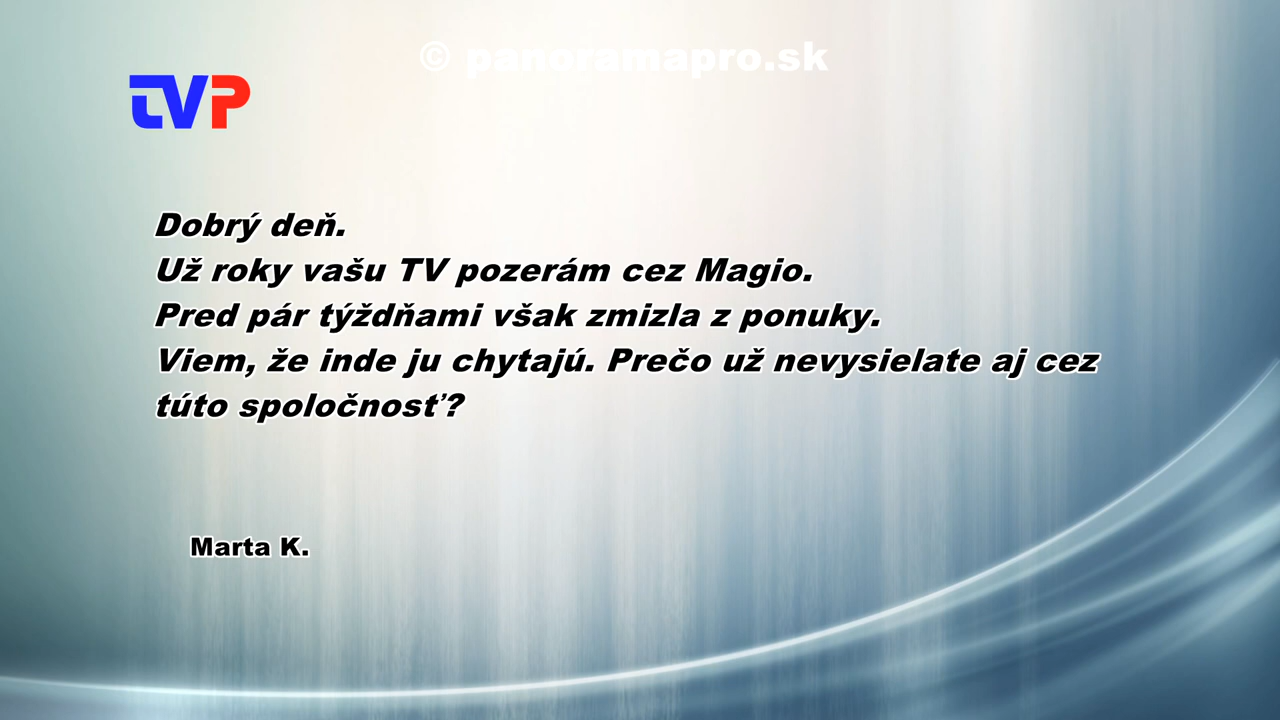 © panoramapro.sk
TVP
Dobrý deň.
Už roky vašu TV pozerám cez Magio.
Pred pár týždňami však zmizla z ponuky.
Viem, že inde ju chytajú. Prečo už nevysielate aj cez
túto spoločnosť?
Marta K.